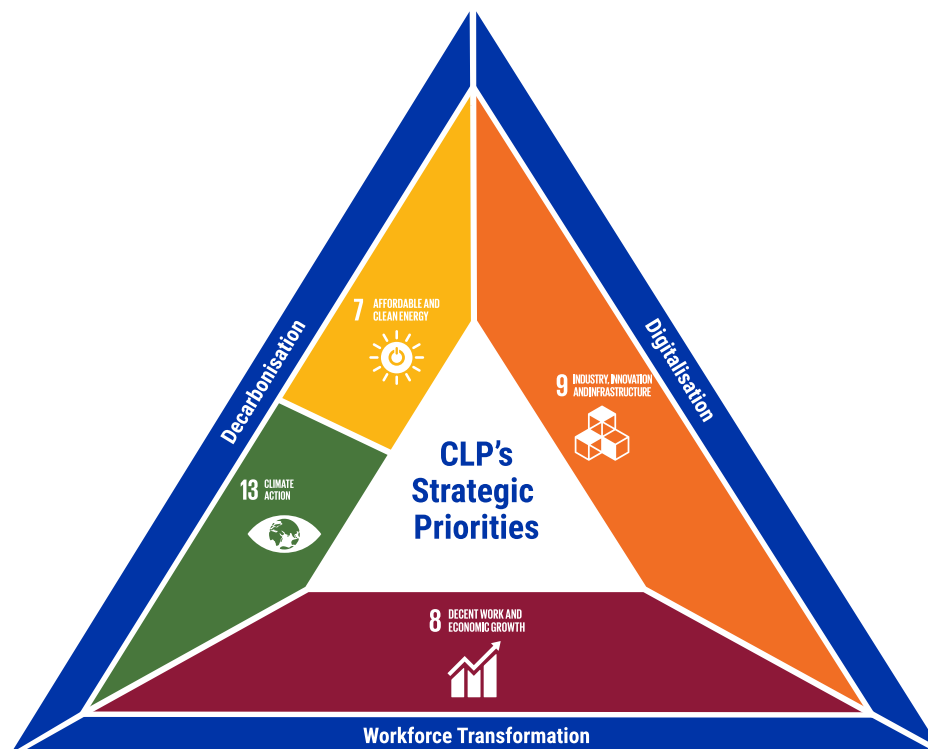 7 AFFORDABLE AND
CLEAN ENERGY
Decarbonisation
Digitalisation
9 INDUSTRY, INNOVATION
AND INFRASTRUCTURE
13 CLIMATE
ACTION
CLP's
Strategic
Priorities
8 DECENT WORK AND
ECONOMIC GROWTH
Workforce Transformation